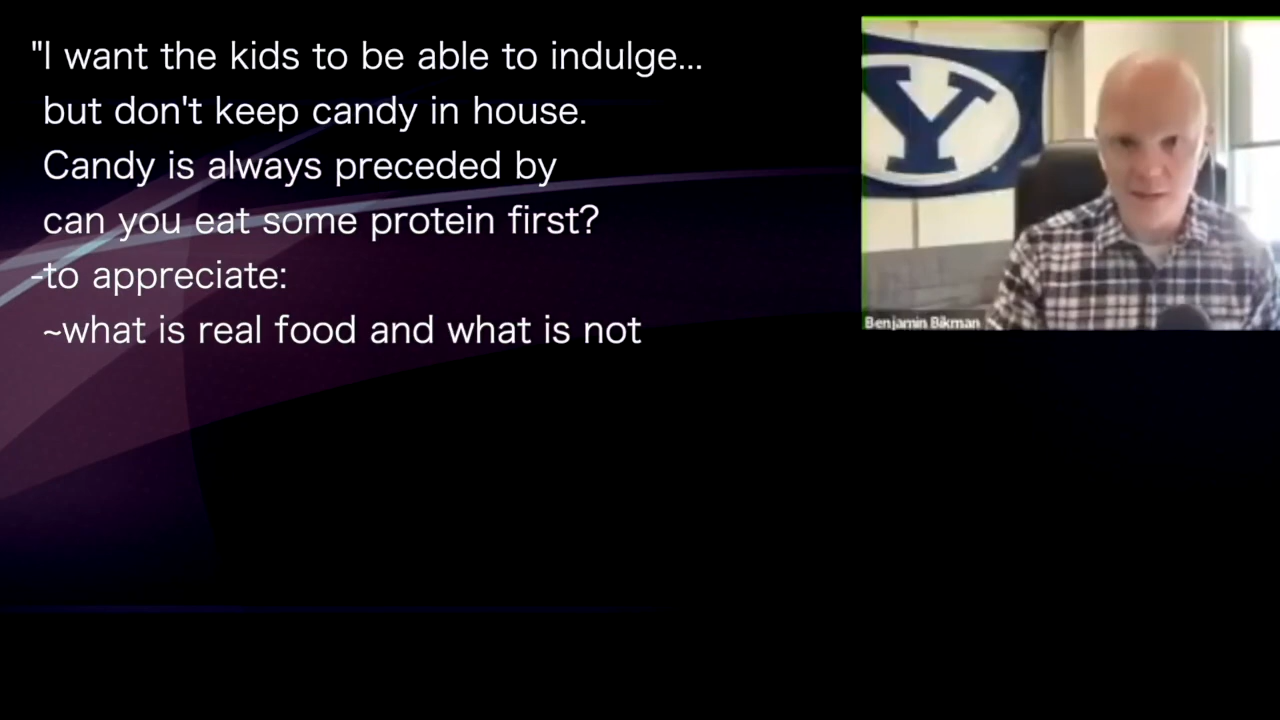 "I want the kids to be able to indulge...
but don't keep candy in house.
Candy is always preceded by
can you eat some protein first?
-to appreciate:
~what is real food and what is not
Y
Benjamin Bikman